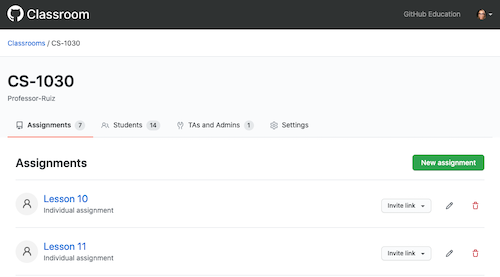 Classroom
GitHub Education
Classrooms / CS-1030
CS-1030
Professor-Ruiz
Assignments 7
Students 14
TAs and Admins 1
Settings
Assignments
New assignment
Lesson 10
Individual assignment
Invite link
Lesson 11
Individual assignment
Invite link